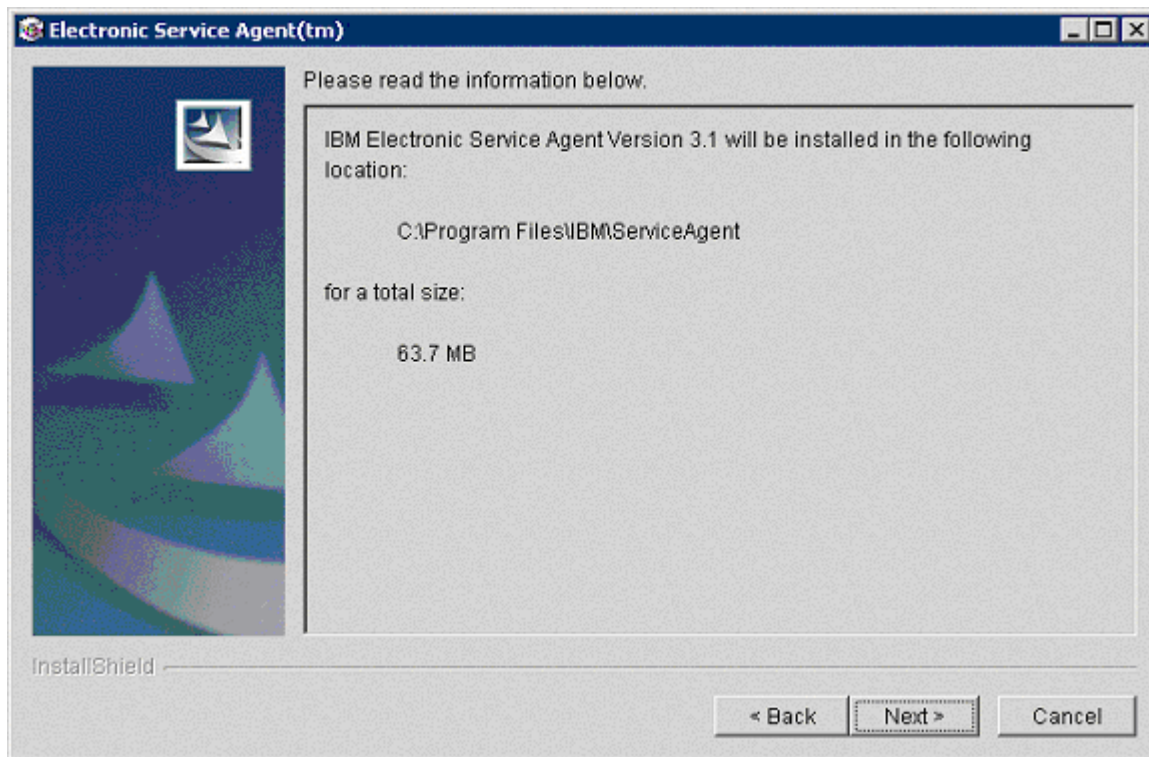 Electronic Service Agent(tm)
Please read the information below.
IBM Electronic Service Agent Version 3.1 will be installed in the following
location:
C:\Program Files\IBM\ServiceAgent
for a total size:
63.7 MB
InstallShield
< Back Next > Cancel